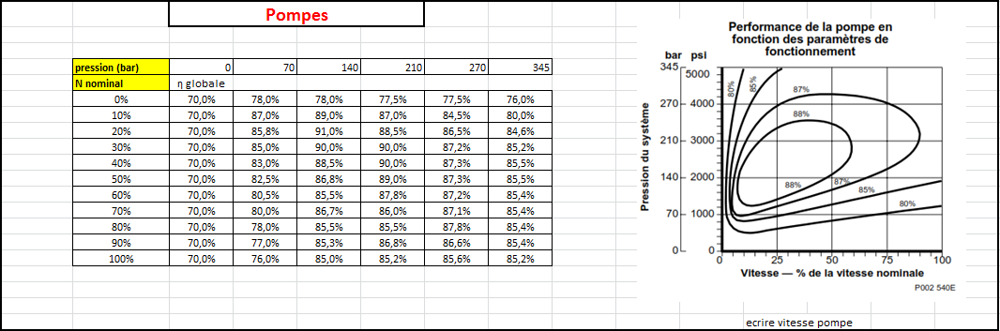 Pompes
pression (bar) 0 70 140 210 270 345
N nominal η globale
0% 70,0% 78,0% 78,0% 77,5% 77,5% 76,0%
10% 70,0% 87,0% 89,0% 87,0% 84,5% 80,0%
20% 70,0% 85,8% 91,0% 88,5% 86,5% 84,6%
30% 70,0% 85,0% 90,0% 90,0% 87,2% 85,2%
40% 70,0% 83,0% 88,5% 90,0% 87,3% 85,5%
50% 70,0% 82,5% 86,8% 89,0% 87,3% 85,5%
60% 70,0% 80,5% 85,5% 87,8% 87,2% 85,4%
70% 70,0% 80,0% 86,7% 86,0% 87,1% 85,4%
80% 70,0% 78,0% 85,5% 85,5% 87,8% 85,4%
90% 70,0% 77,0% 85,3% 86,8% 86,6% 85,4%
100% 70,0% 76,0% 85,0% 85,2% 85,6% 85,2%
Performance de la pompe en
fonction des paramètres de
fonctionnement
bar psi
345 5000
270 4000
210 3000
140 2000
70 1000
0 0
Pression du système
80%
85%
87%
88%
88%
87%
85%
80%
0 25 50 75 100
Vitesse — % de la vitesse nominale
P002 540E
ecrire vitesse pompe